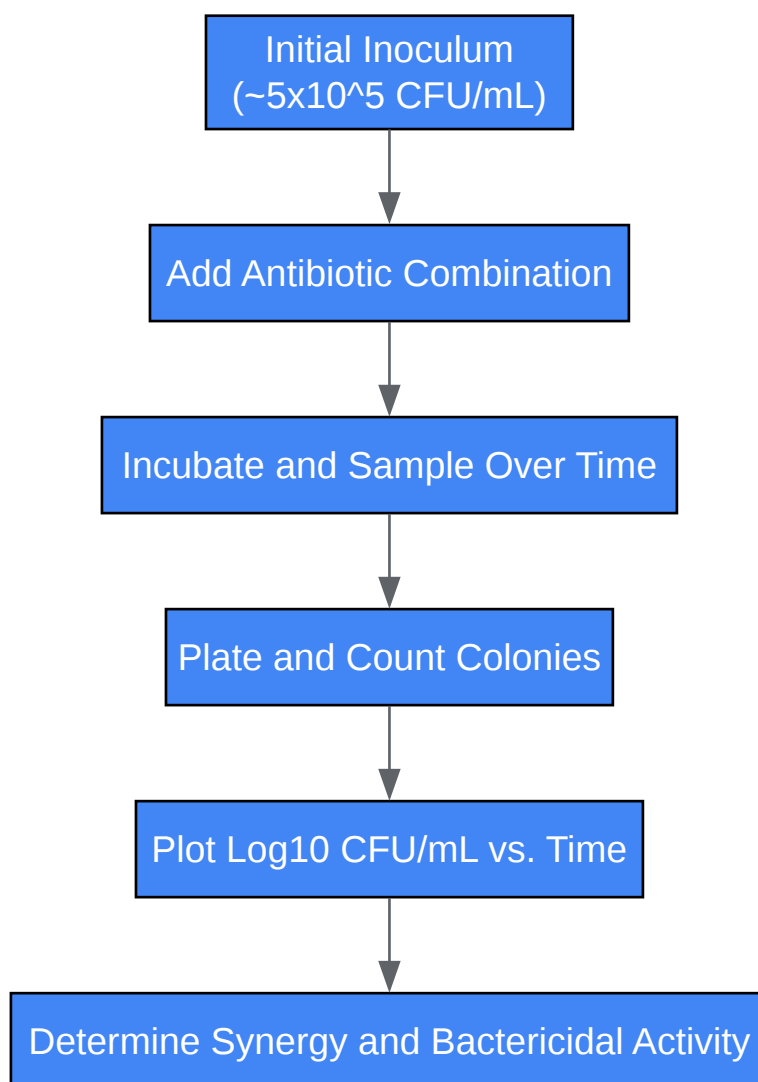 Initial Inoculum
(~5x10^5 CFU/mL)
Add Antibiotic Combination
Incubate and Sample Over Time
Plate and Count Colonies
Plot Log10 CFU/mL vs. Time
Determine Synergy and Bactericidal Activity